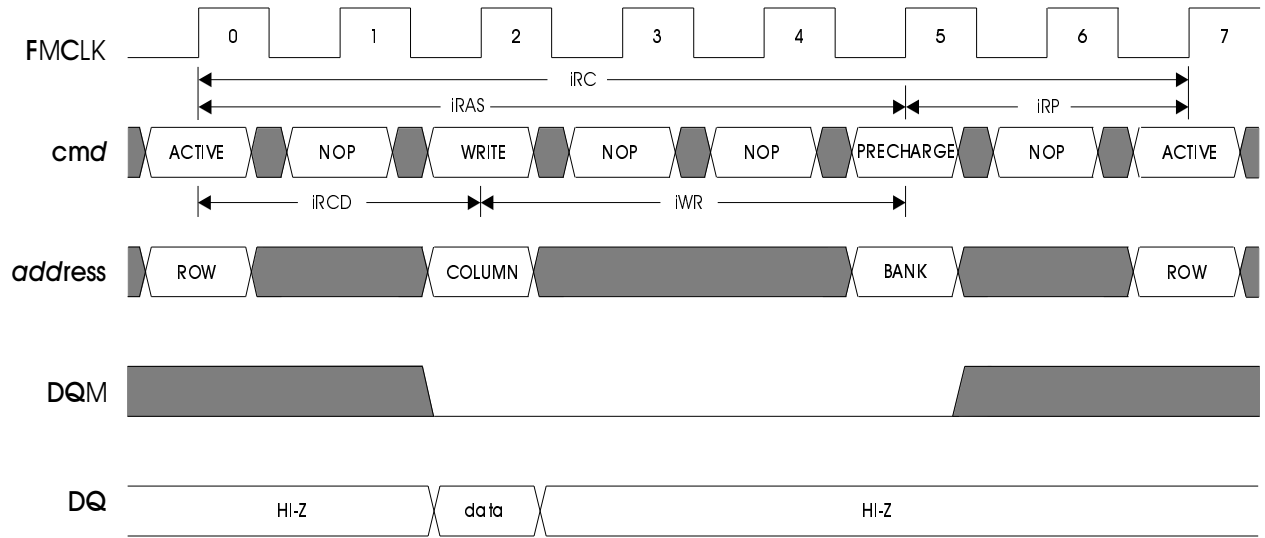 FMCLK 0 1 2 3 4 5 6 7
iRC
iRAS iRP
cmd ACTIVE NOP WRITE NOP NOP PRECHARGE NOP ACTIVE
iRCD iWR
address ROW COLUMN BANK ROW
DQM
DQ HI-Z data HI-Z